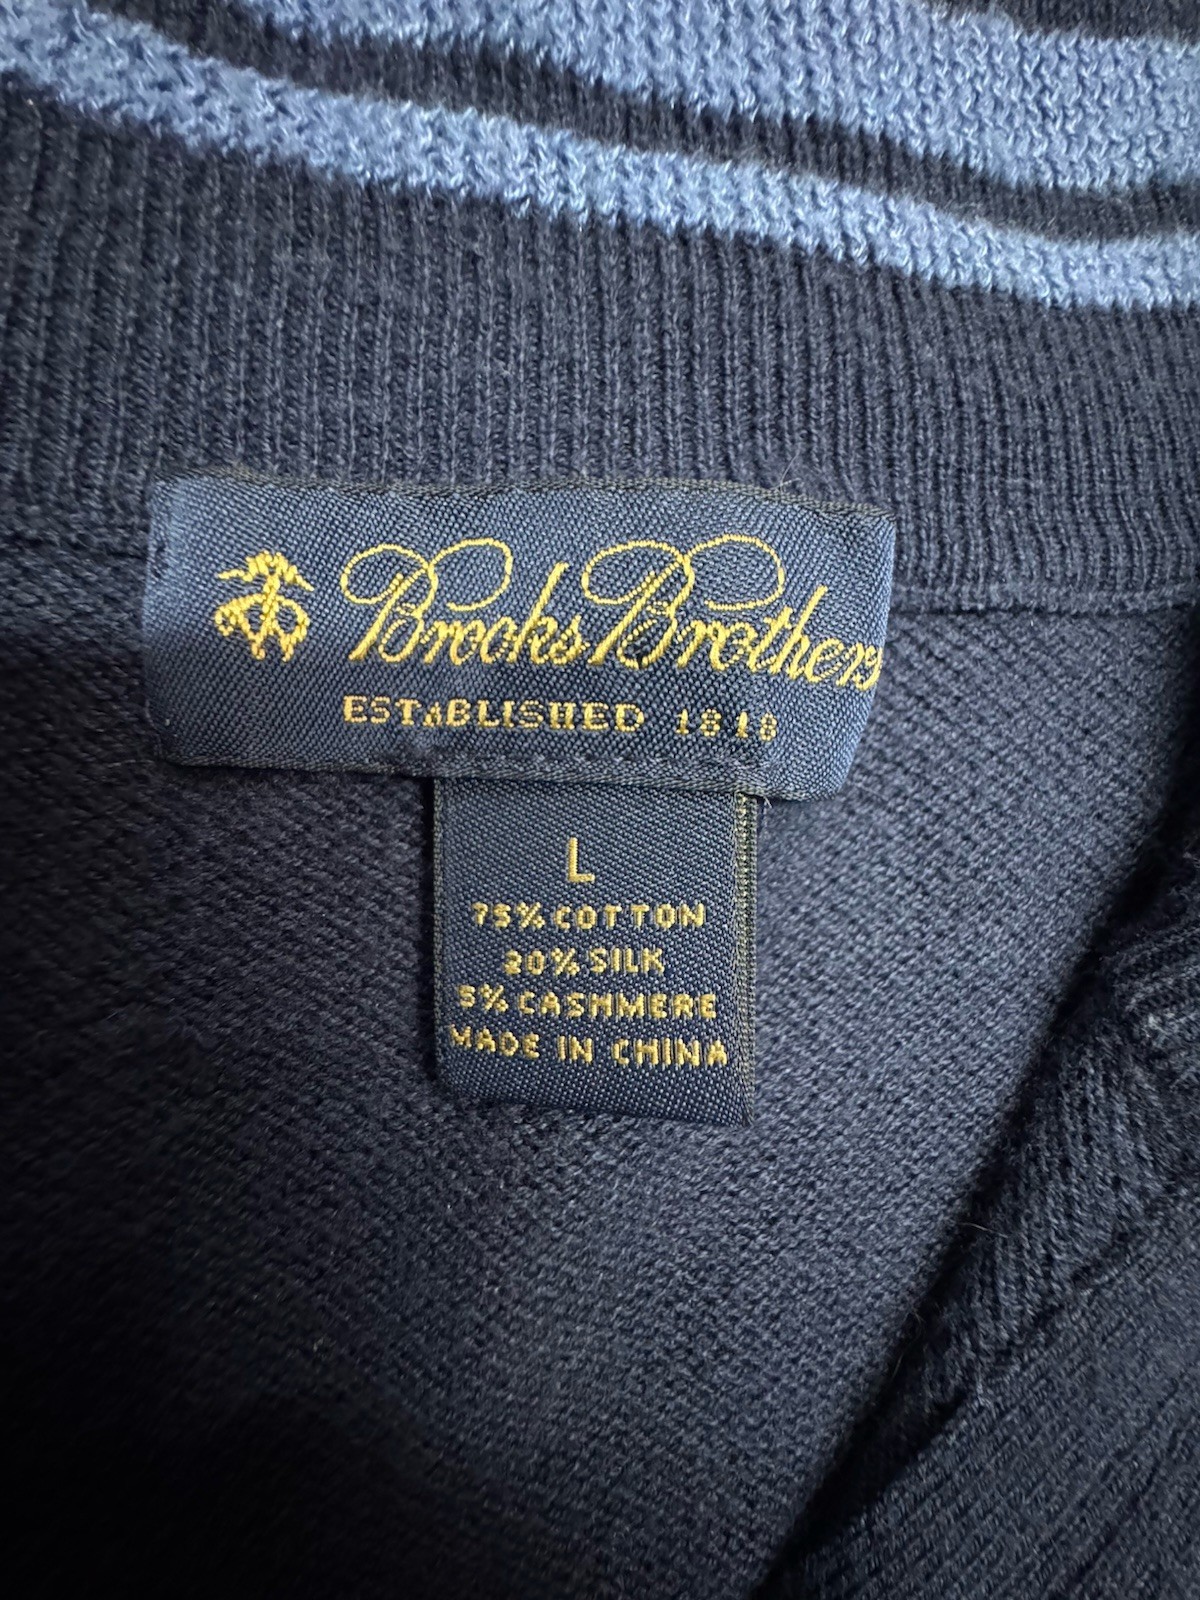 Brooks Brothers
ESTABLISHED 1818
L
75% COTTON
20% SILK
5% CASHMERE
MADE IN CHINA